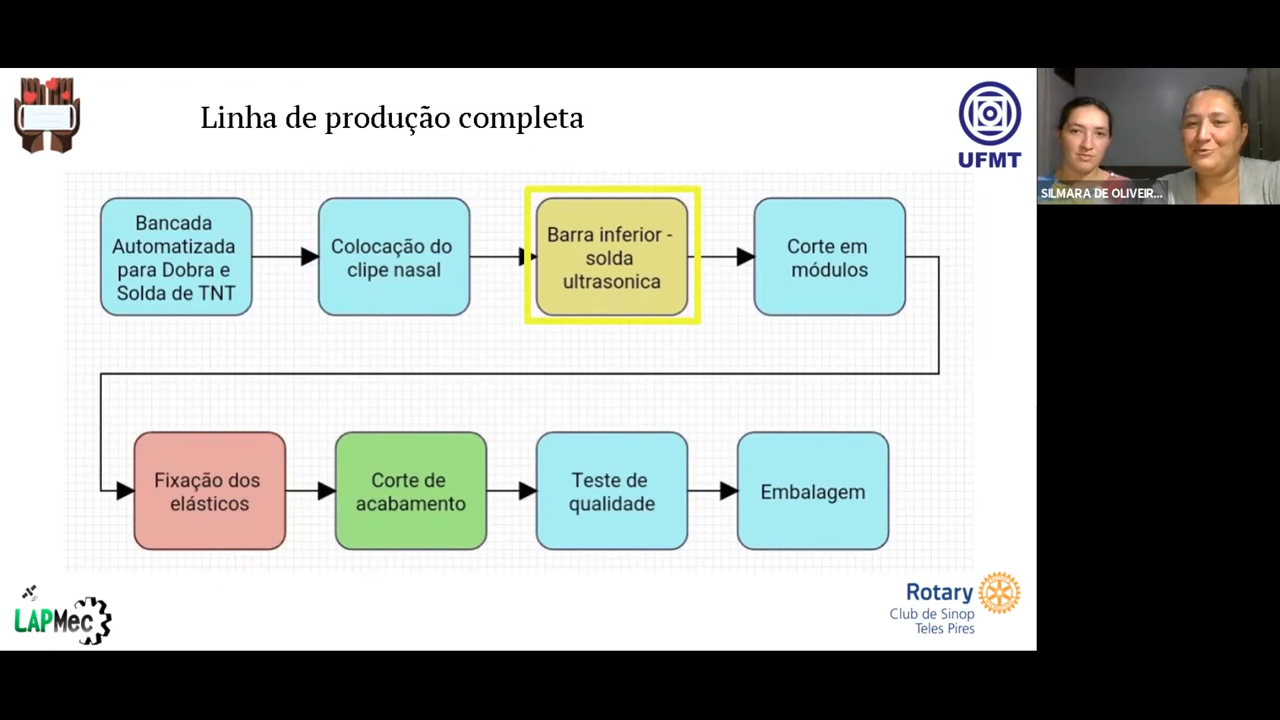 Linha de produção completa
UFMT
SILMARA DE OLIVEIR...
Bancada
Automatizada
para Dobra e
Solda de TNT
Colocação do
clipe nasal
Barra inferior -
solda
ultrasonica
Corte em
módulos
Fixação dos
elásticos
Corte de
acabamento
Teste de
qualidade
Embalagem
LAPMec
Rotary
Club de Sinop
Teles Pires